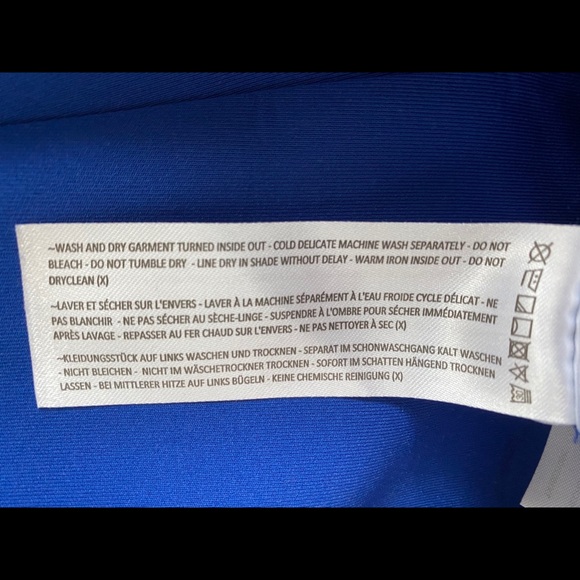 ~WASH AND DRY GARMENT TURNED INSIDE OUT - COLD DELICATE MACHINE WASH SEPARATELY - DO NOT
BLEACH - DO NOT TUMBLE DRY - LINE DRY IN SHADE WITHOUT DELAY - WARM IRON INSIDE OUT - DO NOT
DRYCLEAN (X)
~LAVER ET SÉCHER SUR L'ENVERS - LAVER À LA MACHINE SÉPARÉMENT À L'EAU FROIDE CYCLE DÉLICAT - NE
PAS BLANCHIR - NE PAS SÉCHER AU SÈCHE-LINGE - SUSPENDRE À L'OMBRE POUR SÉCHER IMMÉDIATEMENT
APRÈS LAVAGE - REPASSER AU FER CHAUD SUR L'ENVERS - NE PAS NETTOYER À SEC (X)
~KLEIDUNGSSTÜCK AUF LINKS WASCHEN UND TROCKNEN - SEPARAT IM SCHONWASCHGANG KALT WASCHEN
- NICHT BLEICHEN - NICHT IM WÄSCHETROCKNER TROCKNEN - SOFORT IM SCHATTEN HÄNGEND TROCKNEN
LASSEN - BEI MITTLERER HITZE AUF LINKS BÜGELN - KEINE CHEMISCHE REINIGUNG (X)